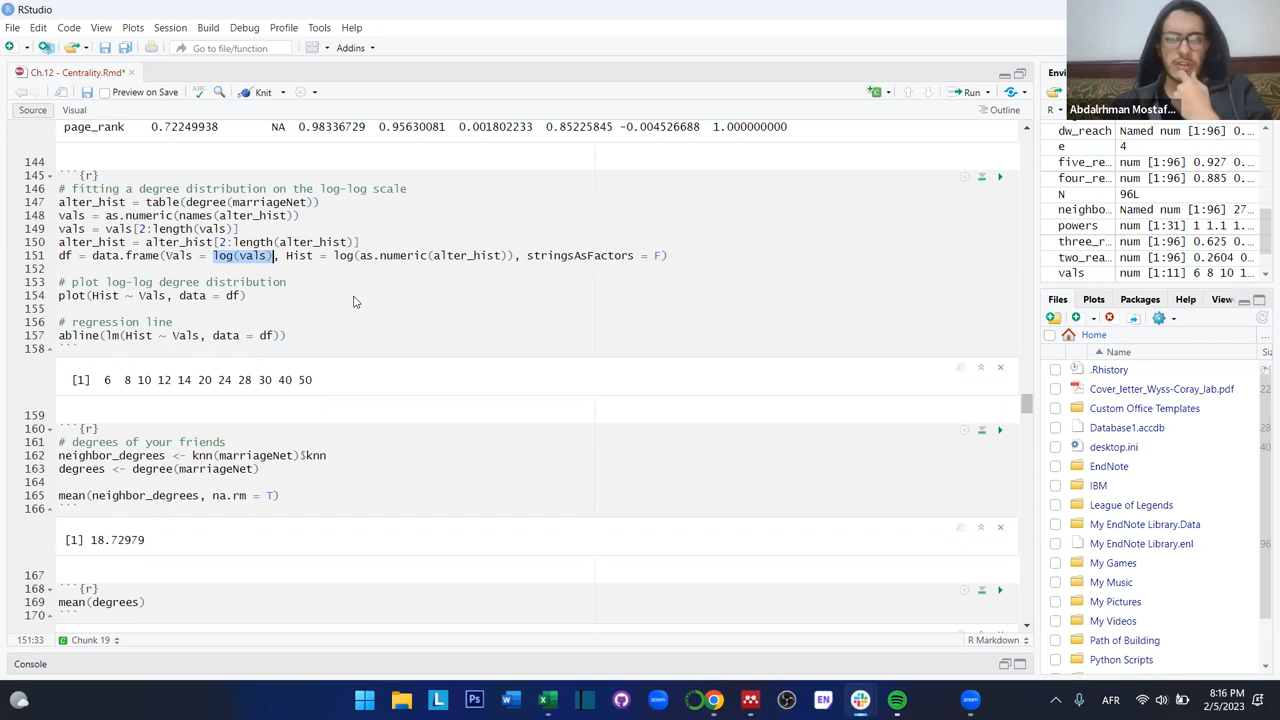 RStudio
File Edit Code View Plots Session Build Debug Profile Tools Help
Go to file/function
Addins
Ch.12 - Centrality.Rmd*
Preview on Save
Knit
Run
Source Visual
Outline
page_rank 0.72249938 NA 0.98336729 0.95610081 0.001802233 0.85225845 -0.004526688 1.000000000
144
145 ```{r}
146 # fitting a degree distribution on the log-log scale
147 alter_hist = table(degree(marriageNet))
148 vals = as.numeric(names(alter_hist))
149 vals = vals[2:length(vals)]
150 alter_hist = alter_hist[2:length(alter_hist)]
151 df = data.frame(Vals = log(vals), Hist = log(as.numeric(alter_hist)), stringsAsFactors = F)
152
153 # plot log-log degree distribution
154 plot(Hist ~ Vals, data = df)
155
156 # regression line
157 abline(lm(Hist ~ Vals, data = df))
158 ```
[1] 6 8 10 12 14 20 24 28 30 40 50
159
160 ```{r}
161 # degrees of your friends
162 neighbor_degrees <- knn(marriageNet)$knn
163 degrees <- degree(marriageNet)
164
165 mean(neighbor_degrees, na.rm = T)
166 ```
[1] 18.72979
167
168 ```{r}
169 mean(degrees)
170 ```
151:33 Chunk 19
R Markdown
Console
Abdalrhman Mostaf...
Envi
R
dw_reach Named num [1:96] 0...
e 4
five_re... num [1:96] 0.927 0...
four_re... num [1:96] 0.885 0...
N 96L
neighbo... Named num [1:96] 27...
powers num [1:31] 1 1.1 1...
three_r... num [1:96] 0.625 0...
two_rea... num [1:96] 0.2604 0...
vals num [1:11] 6 8 10 1...
Files Plots Packages Help View
Home
Name
Siz
.Rhistory
Cover_letter_Wyss-Coray_lab.pdf 22
Custom Office Templates
Database1.accdb 28
desktop.ini 40
EndNote
IBM
League of Legends
My EndNote Library.Data
My EndNote Library.enl 96
My Games
My Music
My Pictures
My Videos
Path of Building
Python Scripts
L
Ps
W
EN
zoom
zoom
AFR
8:16 PM
2/5/2023